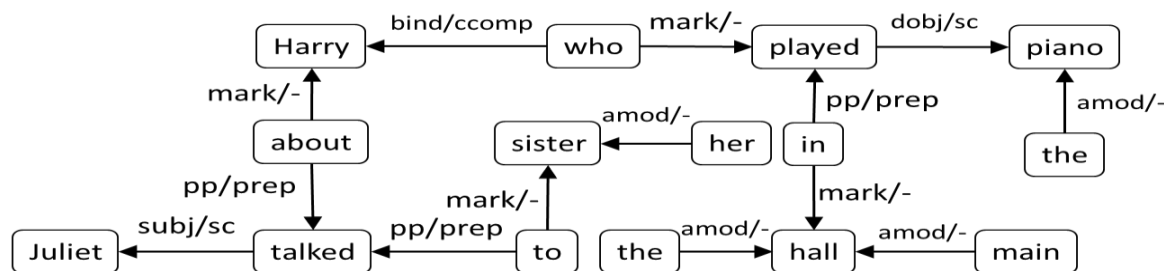 bind/ccomp mark/- dobj/sc
Harry who played piano
mark/- pp/prep amod/-
amod/-
about sister her in the
pp/prep mark/- mark/-
subj/sc pp/prep amod/- amod/-
Juliet talked to the hall main